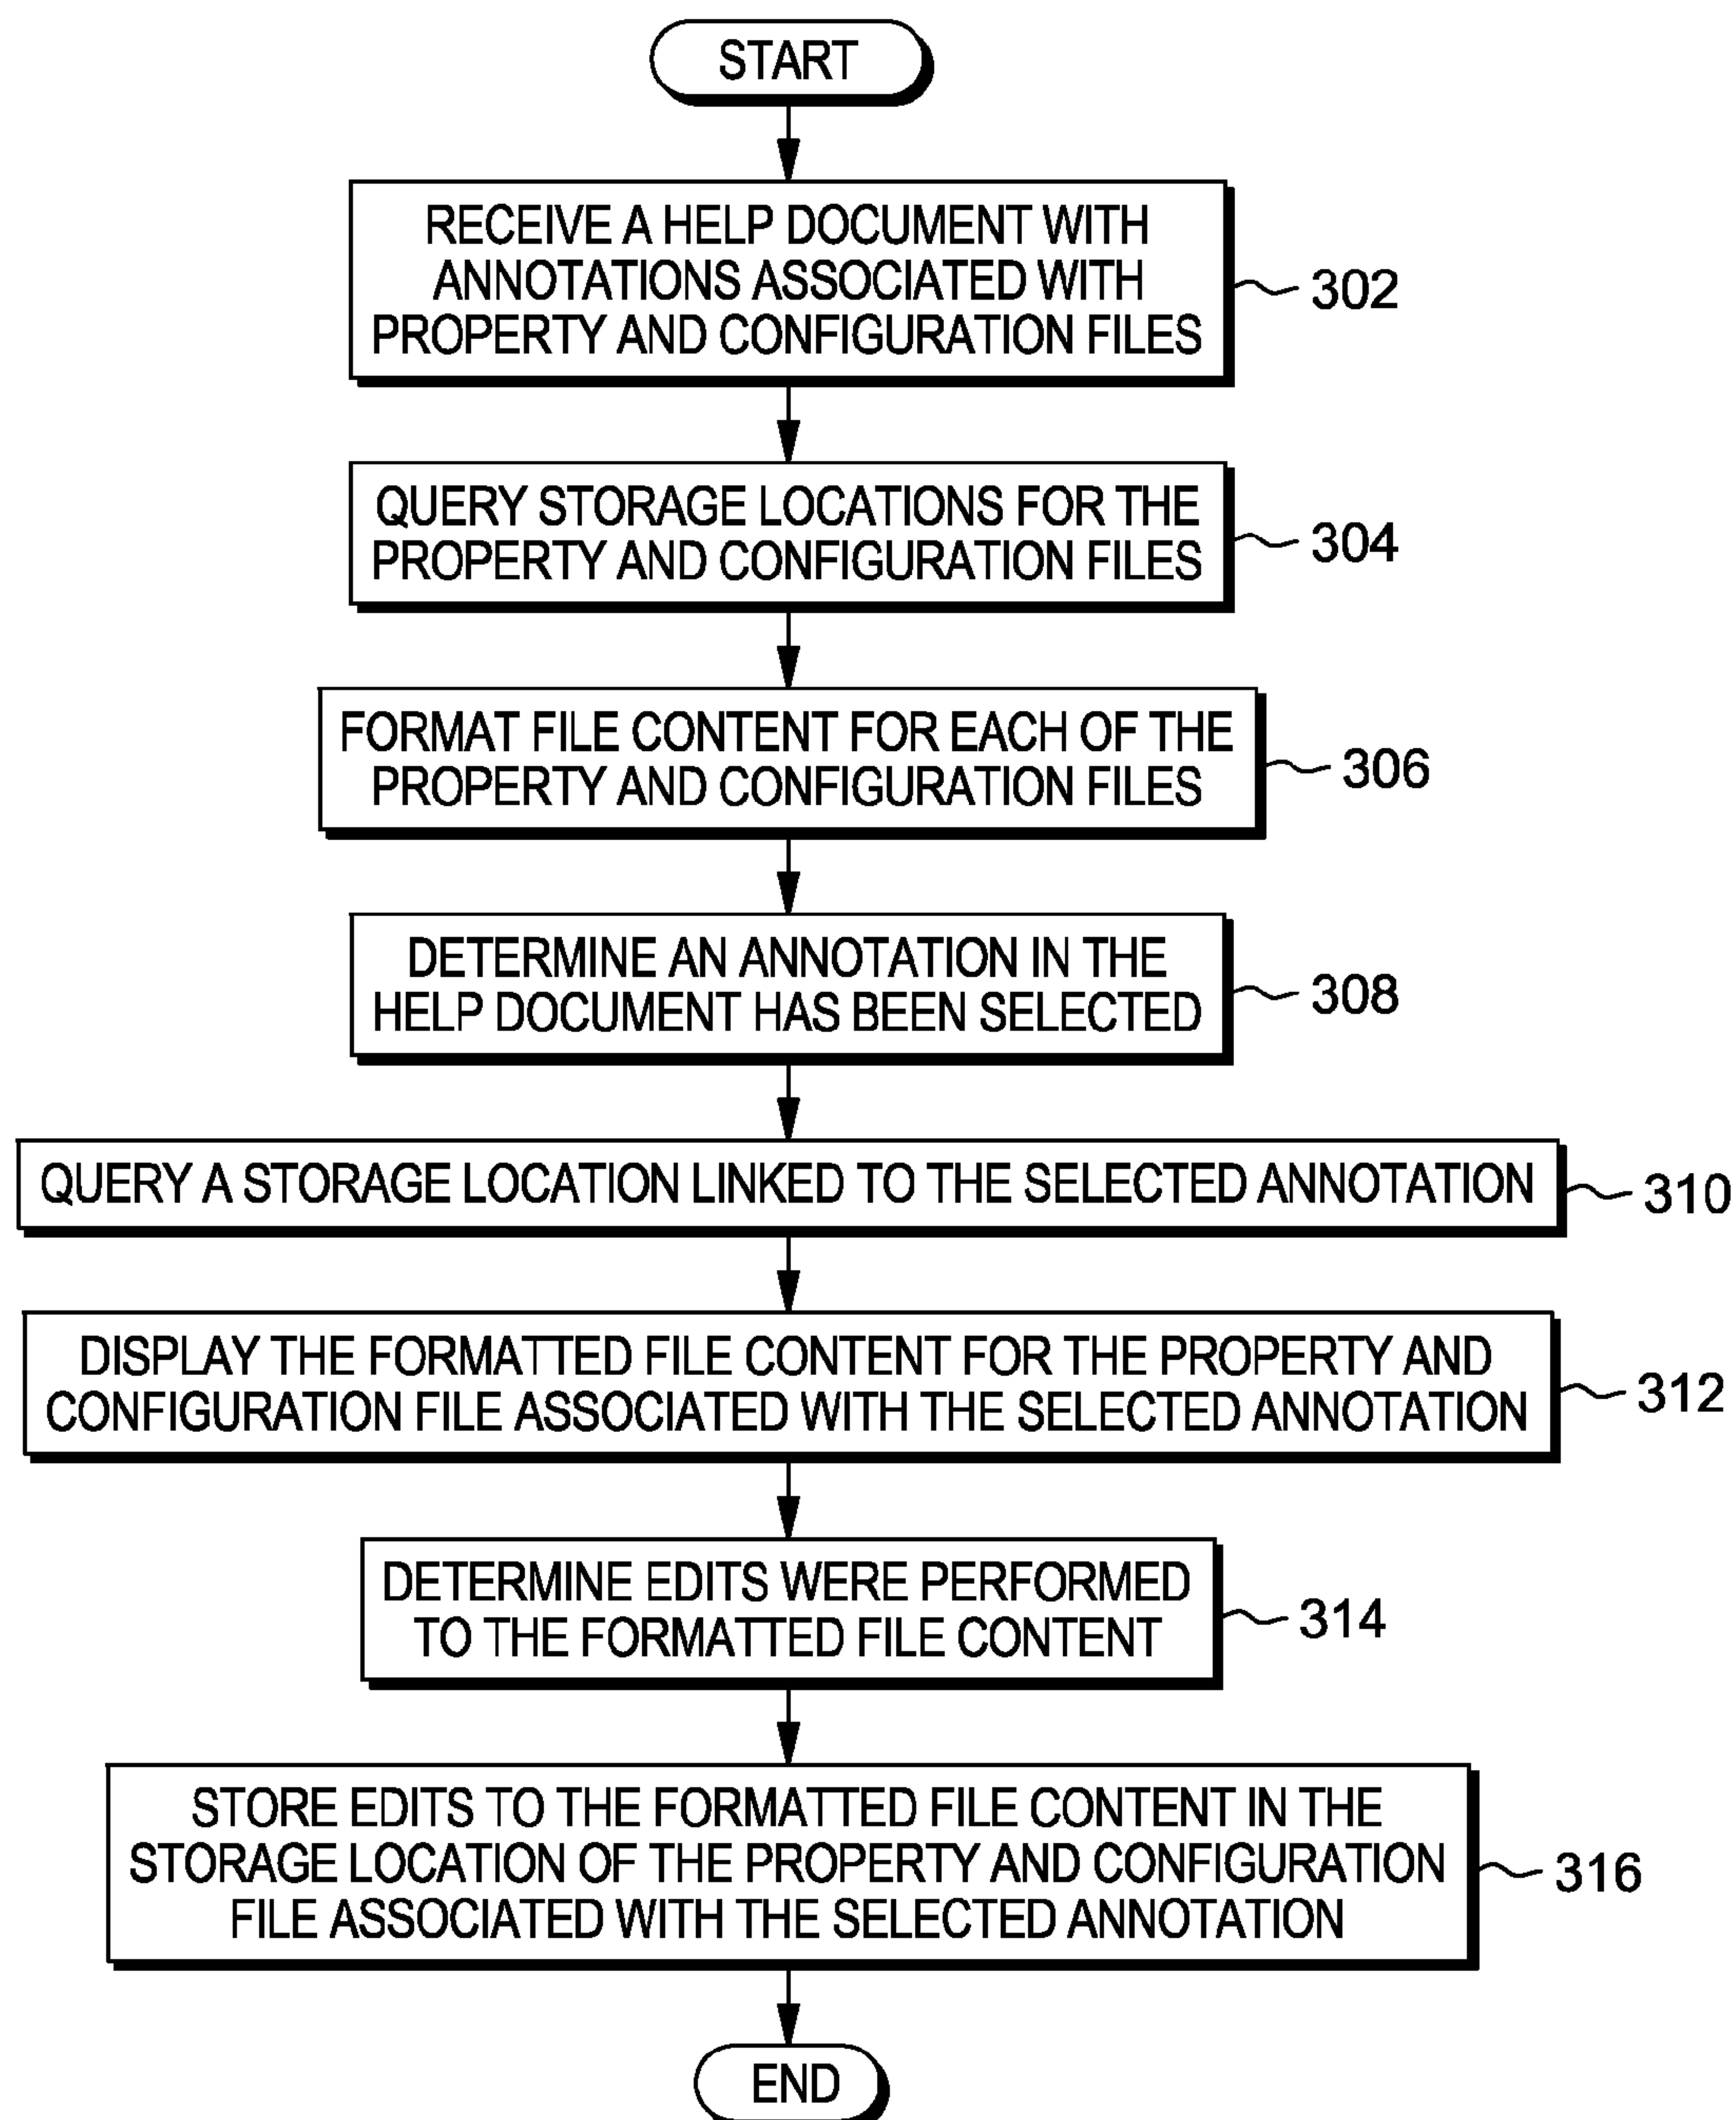 START
RECEIVE A HELP DOCUMENT WITH
ANNOTATIONS ASSOCIATED WITH
PROPERTY AND CONFIGURATION FILES
302
QUERY STORAGE LOCATIONS FOR THE
PROPERTY AND CONFIGURATION FILES
304
FORMAT FILE CONTENT FOR EACH OF THE
PROPERTY AND CONFIGURATION FILES
306
DETERMINE AN ANNOTATION IN THE
HELP DOCUMENT HAS BEEN SELECTED
308
QUERY A STORAGE LOCATION LINKED TO THE SELECTED ANNOTATION
310
DISPLAY THE FORMATTED FILE CONTENT FOR THE PROPERTY AND
CONFIGURATION FILE ASSOCIATED WITH THE SELECTED ANNOTATION
312
DETERMINE EDITS WERE PERFORMED
TO THE FORMATTED FILE CONTENT
314
STORE EDITS TO THE FORMATTED FILE CONTENT IN THE
STORAGE LOCATION OF THE PROPERTY AND CONFIGURATION
FILE ASSOCIATED WITH THE SELECTED ANNOTATION
316
END